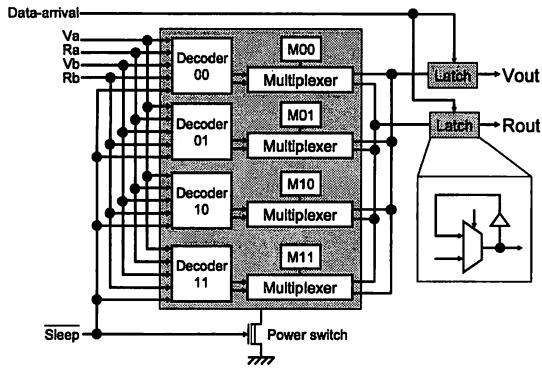 Data-arrival
Va
Ra
Vb
Rb
Decoder
00
M00
Multiplexer
Latch
Vout
Decoder
01
M01
Multiplexer
Latch
Rout
Decoder
10
M10
Multiplexer
Decoder
11
M11
Multiplexer
Sleep
Power switch